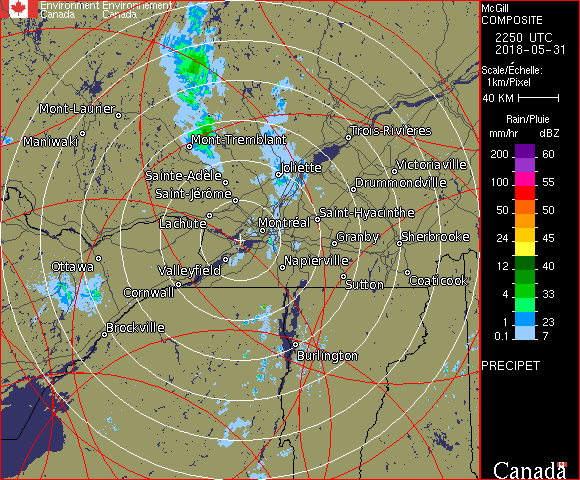 Environment Environnement
Canada Canada
McGill
COMPOSITE
2250 UTC
2018-05-31
Scale/Échelle:
1km/Pixel
40 KM
Rain/Pluie
mm/hr dBZ
200 60
150 57
100 55
50 50
24 45
12 40
4 33
1 23
0.1 7
PRECIPET
Mont-Laurier
Maniwaki
Mont-Tremblant
Trois-Rivières
Joliette
Victoriaville
Sainte-Adèle
Drummondville
Saint-Jérôme
Saint-Hyacinthe
Lachute
Montréal
Granby
Sherbrooke
Ottawa
Valleyfield
Napierville
Cornwall
Sutton
Coaticook
Brockville
Burlington
Canada